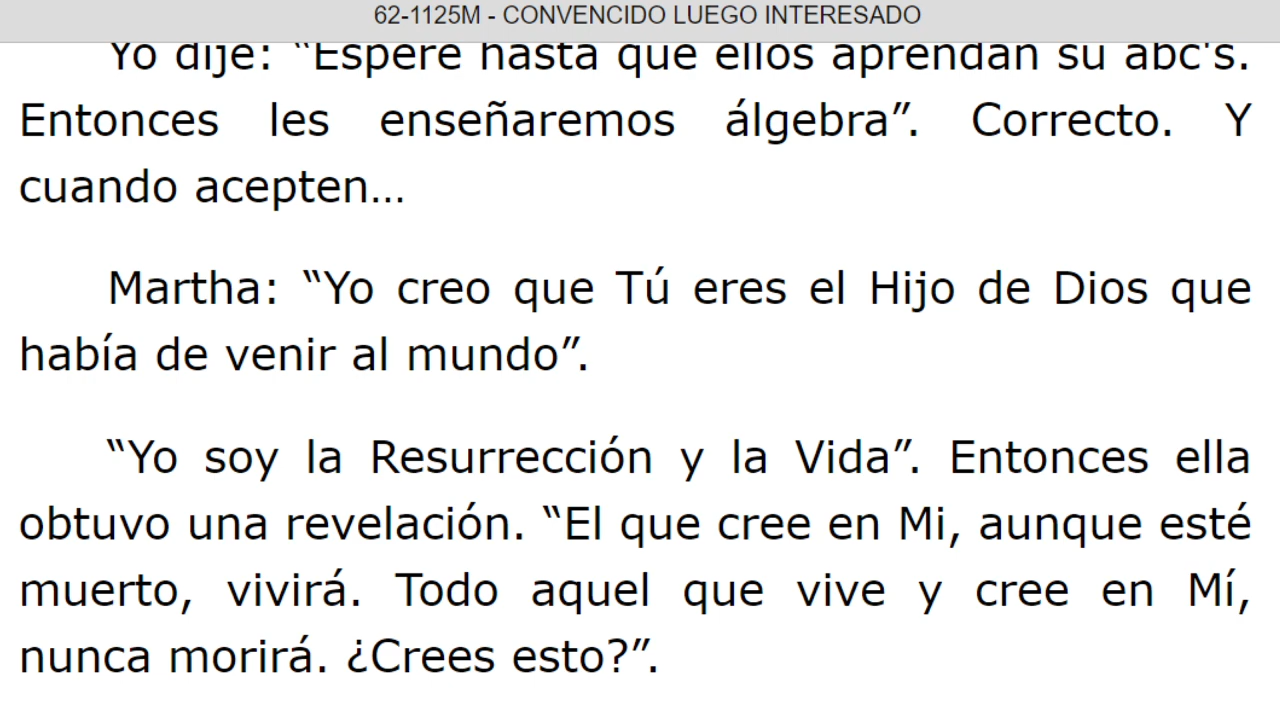 62-1125M - CONVENCIDO LUEGO INTERESADO
Yo dije: “Espere hasta que ellos aprendan su abc's.
Entonces les enseñaremos álgebra”. Correcto. Y
cuando acepten...
Martha: “Yo creo que Tú eres el Hijo de Dios que
había de venir al mundo”.
“Yo soy la Resurrección y la Vida”. Entonces ella
obtuvo una revelación. “El que cree en Mi, aunque esté
muerto, vivirá. Todo aquel que vive y cree en Mí,
nunca morirá. ¿Crees esto?”.